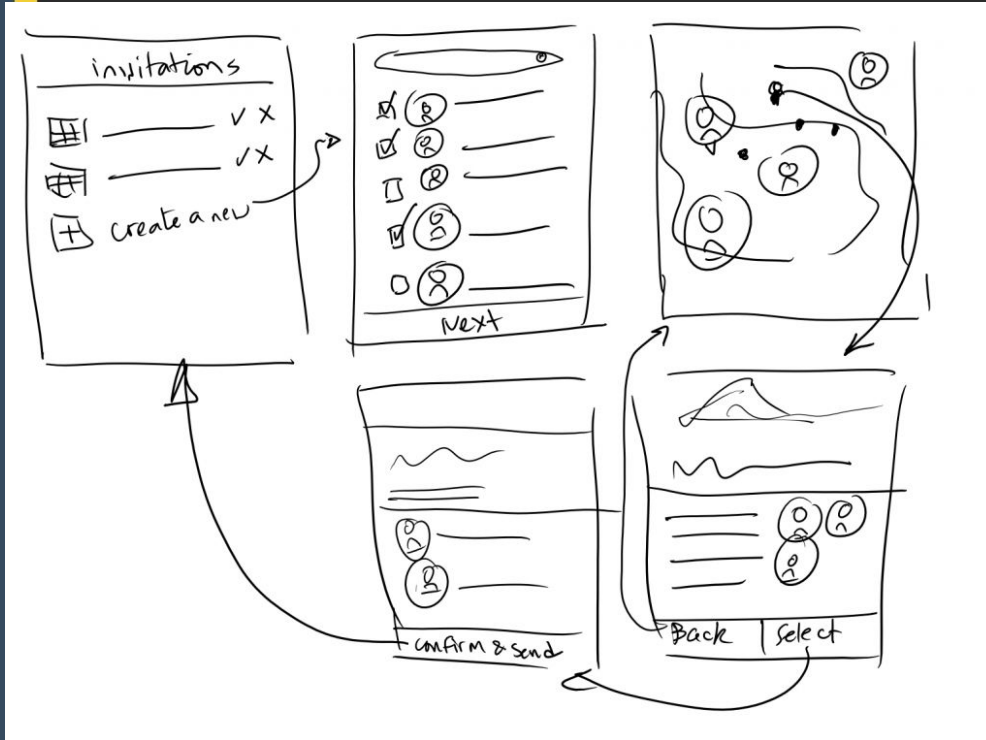 invitations
create a new
Next
Back
Select
confirm & send